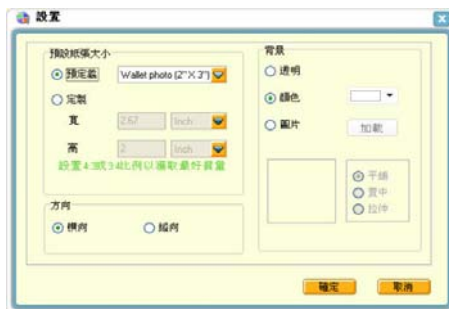 設置
預設紙張大小
預定義 Wallet photo (2" X 3")
定製
寬 2.67 Inch
高 2 Inch
設置4:3或3:4比例以獲取最好質量
方向
橫向 縱向
背景
透明
顏色
圖片 加載
平鋪
置中
拉伸
確定 取消